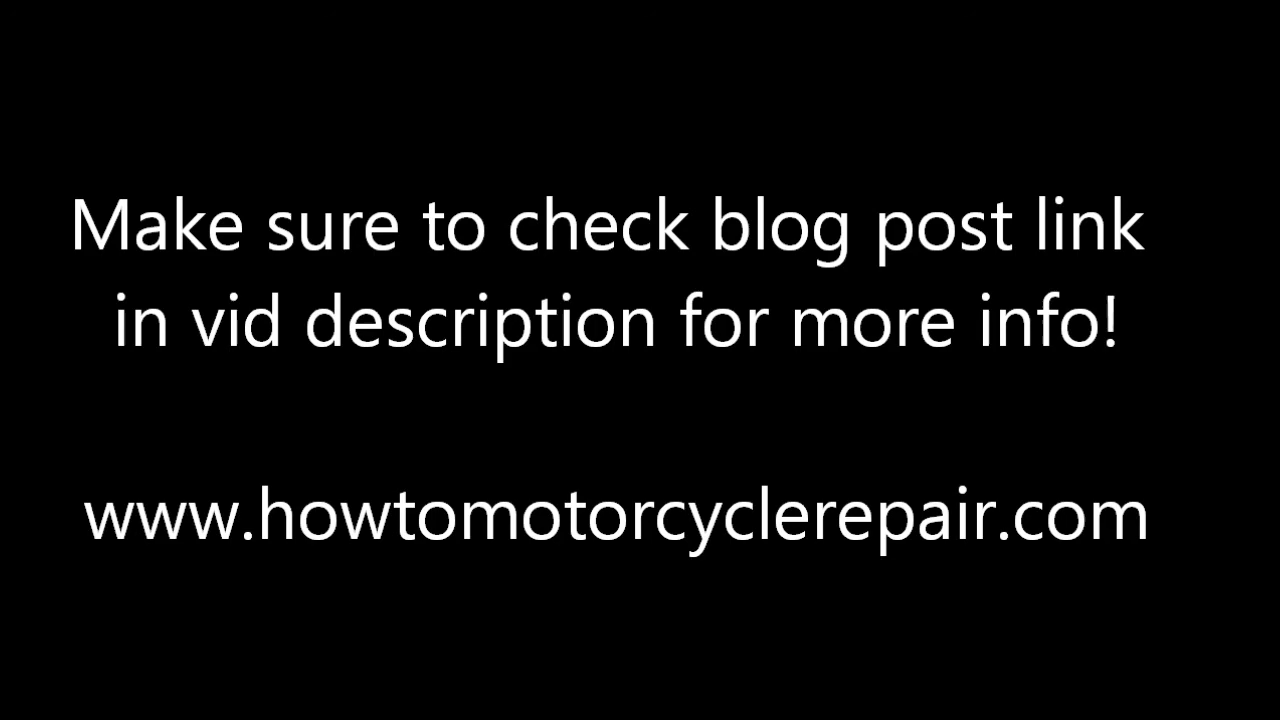 Make sure to check blog post link
in vid description for more info!
www.howtomotorcyclerepair.com